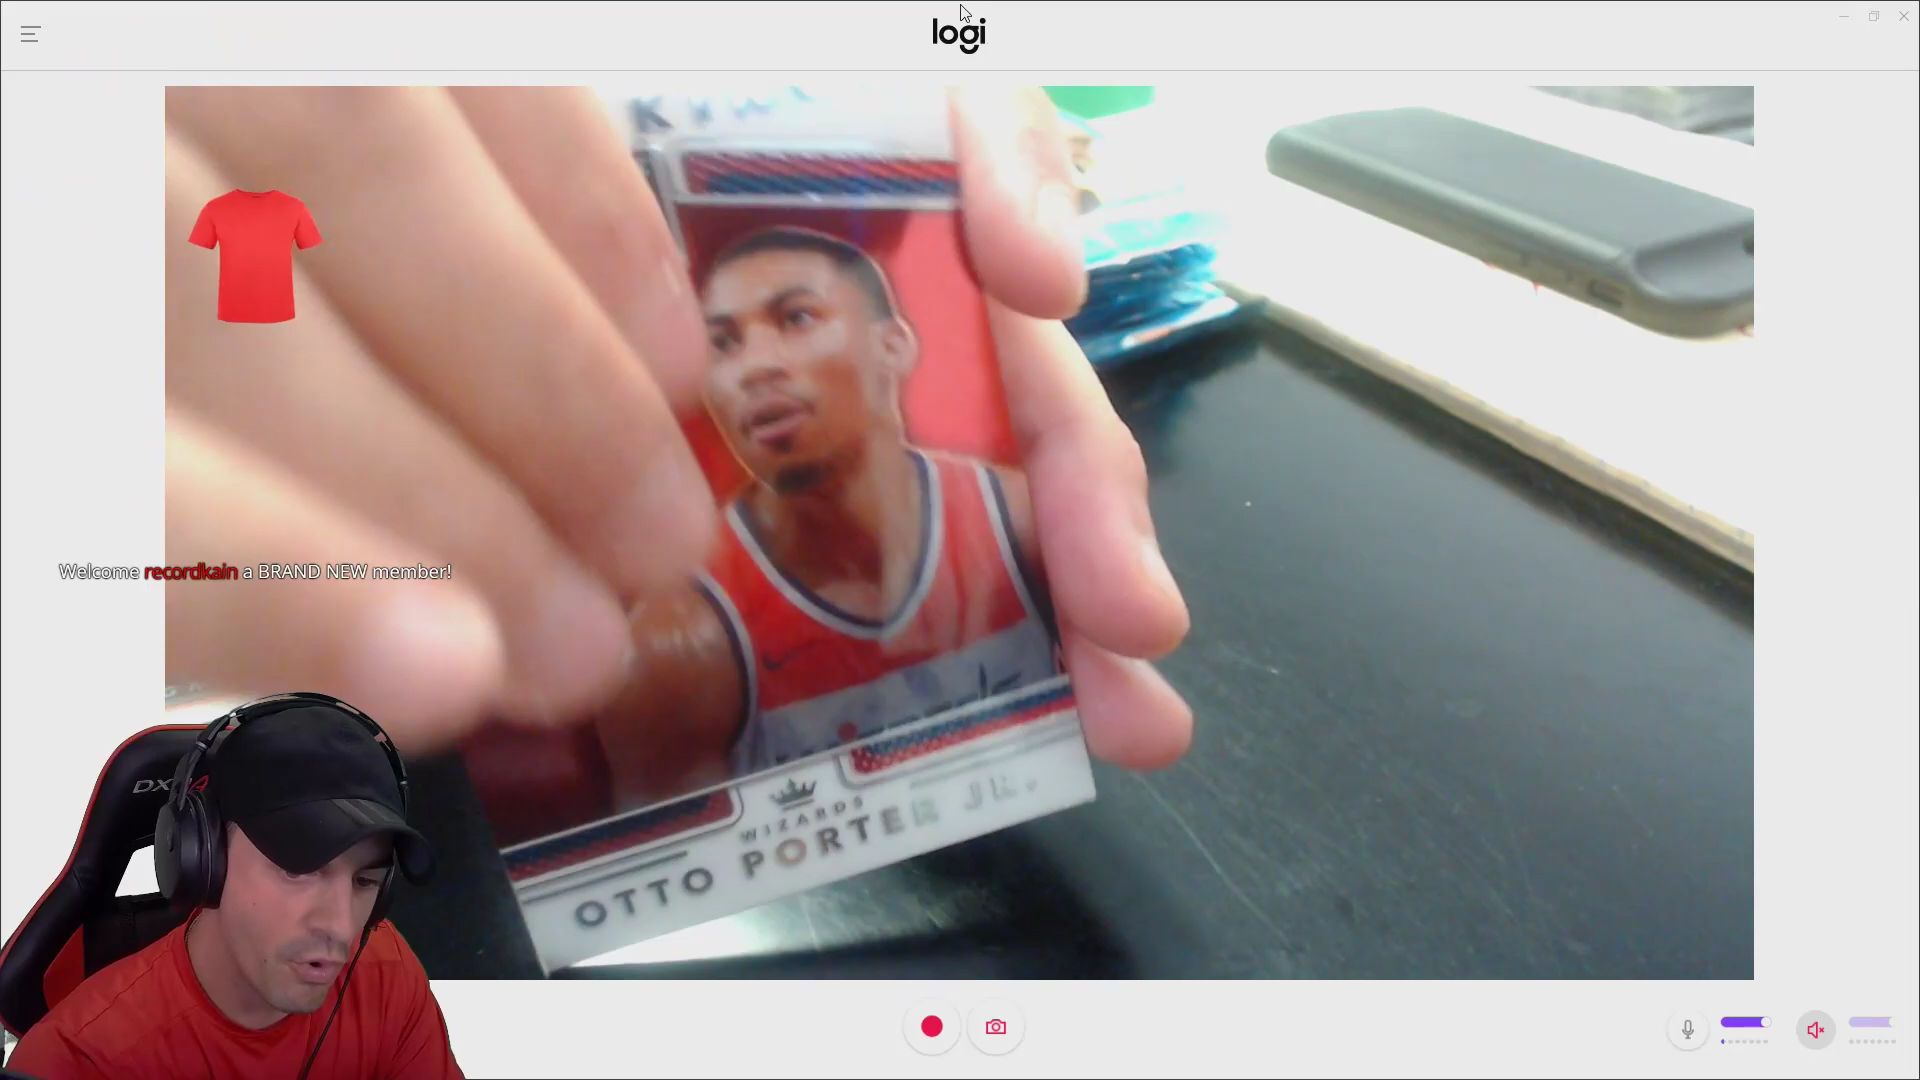 logi
Welcome recordkain a BRAND NEW member!
WIZARDS
OTTO PORTER JR.